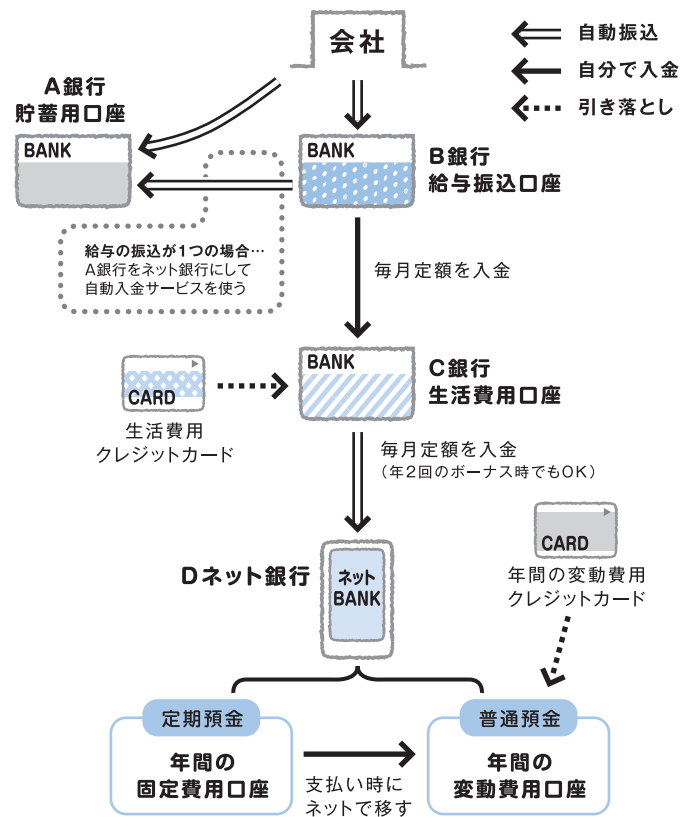 会社
自動振込
自分で入金
引き落とし
A銀行
貯蓄用口座
BANK
BANK
B銀行
給与振込口座
給与の振込が1つの場合…
A銀行をネット銀行にして
自動入金サービスを使う
毎月定額を入金
BANK
C銀行
生活費用口座
CARD
生活費用
クレジットカード
毎月定額を入金
(年2回のボーナス時でもOK)
Dネット銀行
ネット
BANK
CARD
年間の変動費用
クレジットカード
定期預金
年間の
固定費用口座
支払い時に
ネットで移す
普通預金
年間の
変動費用口座